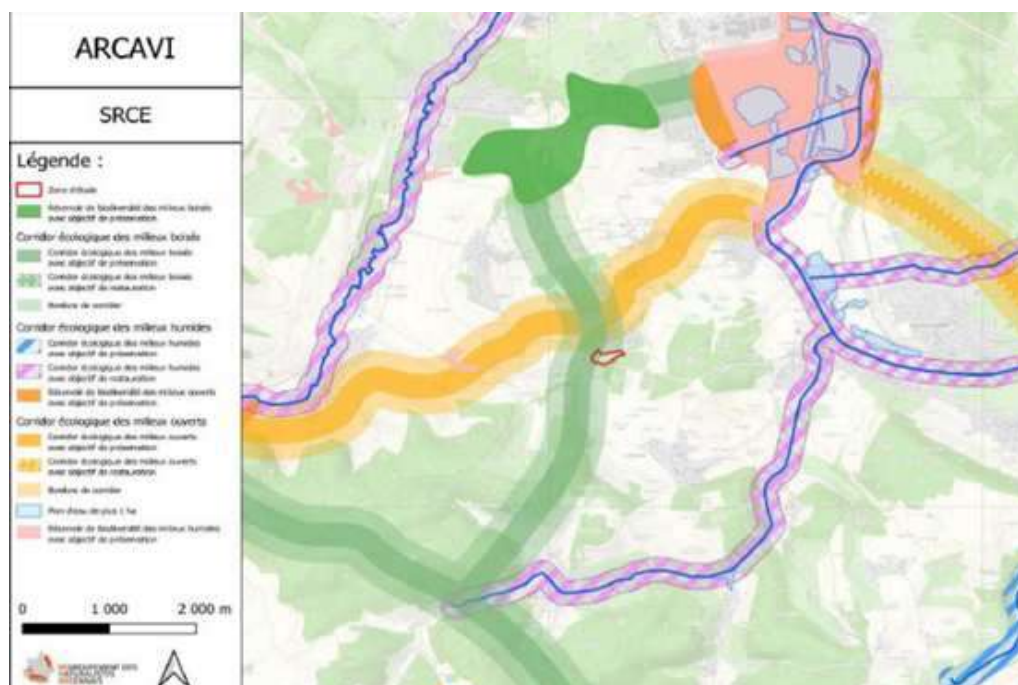 ARCAVI
SRCE
Légende :
Zone d'étude
Réservoir de biodiversité des milieux boisés
avec objectif de préservation
Corridor écologique des milieux boisés
Corridor écologique des milieux boisés
avec objectif de préservation
Corridor écologique des milieux boisés
avec objectif de restauration
Bordure de corridor
Corridor écologique des milieux humides
Corridor écologique des milieux humides
avec objectif de préservation
Corridor écologique des milieux humides
avec objectif de restauration
Réservoir de biodiversité des milieux ouverts
avec objectif de préservation
Corridor écologique des milieux ouverts
Corridor écologique des milieux ouverts
avec objectif de préservation
Corridor écologique des milieux ouverts
avec objectif de restauration
Bordure de corridor
Plan d'eau de plus 1 ha
Réservoir de biodiversité des milieux humides
avec objectif de préservation
0 1 000 2 000 m